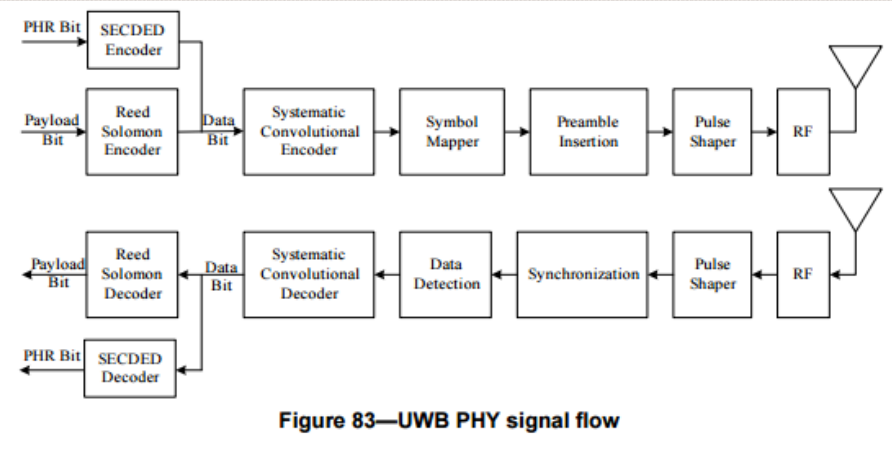 PHR Bit
SECDED
Encoder
Payload
Bit
Reed
Solomon
Encoder
Data
Bit
Systematic
Convolutional
Encoder
Symbol
Mapper
Preamble
Insertion
Pulse
Shaper
RF
Payload
Bit
Reed
Solomon
Decoder
Data
Bit
Systematic
Convolutional
Decoder
Data
Detection
Synchronization
Pulse
Shaper
RF
PHR Bit
SECDED
Decoder
Figure 83—UWB PHY signal flow